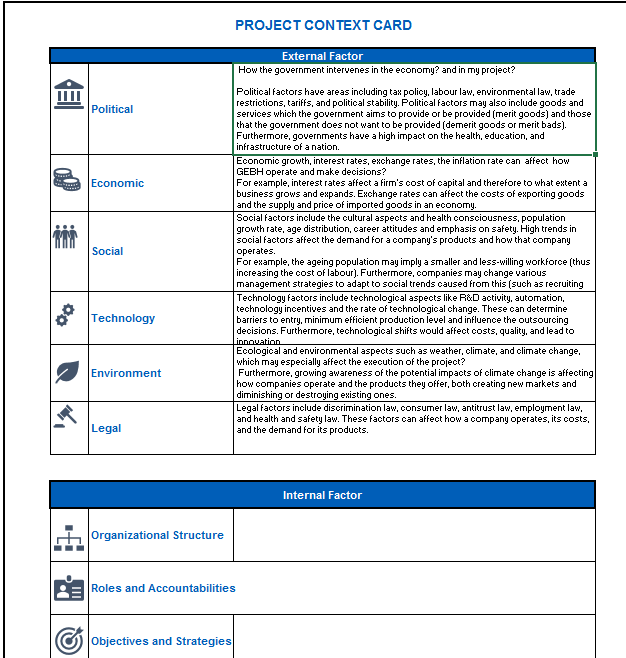 PROJECT CONTEXT CARD
External Factor
Political
How the government intervenes in the economy? and in my project?
Political factors have areas including tax policy, labour law, environmental law, trade
restrictions, tariffs, and political stability. Political factors may also include goods and
services which the government aims to provide or be provided (merit goods) and those
that the government does not want to be provided (demerit goods or merit bads).
Furthermore, governments have a high impact on the health, education, and
infrastructure of a nation.
Economic
Economic growth, interest rates, exchange rates, the inflation rate can affect how
GEBH operate and make decisions?
For example, interest rates affect a firm's cost of capital and therefore to what extent a
business grows and expands. Exchange rates can affect the costs of exporting goods
and the supply and price of imported goods in an economy.
Social
Social factors include the cultural aspects and health consciousness, population
growth rate, age distribution, career attitudes and emphasis on safety. High trends in
social factors affect the demand for a company's products and how that company
operates.
For example, the ageing population may imply a smaller and less-willing workforce (thus
increasing the cost of labour). Furthermore, companies may change various
management strategies to adapt to social trends caused from this (such as recruiting
Technology
Technology factors include technological aspects like R&D activity, automation,
technology incentives and the rate of technological change. These can determine
barriers to entry, minimum efficient production level and influence the outsourcing
decisions. Furthermore, technological shifts would affect costs, quality, and lead to
innovation.
Environment
Ecological and environmental aspects such as weather, climate, and climate change,
which may especially affect the execution of the project?
Furthermore, growing awareness of the potential impacts of climate change is affecting
how companies operate and the products they offer, both creating new markets and
diminishing or destroying existing ones.
Legal
Legal factors include discrimination law, consumer law, antitrust law, employment law,
and health and safety law. These factors can affect how a company operates, its costs,
and the demand for its products.
Internal Factor
Organizational Structure
Roles and Accountabilities
Objectives and Strategies